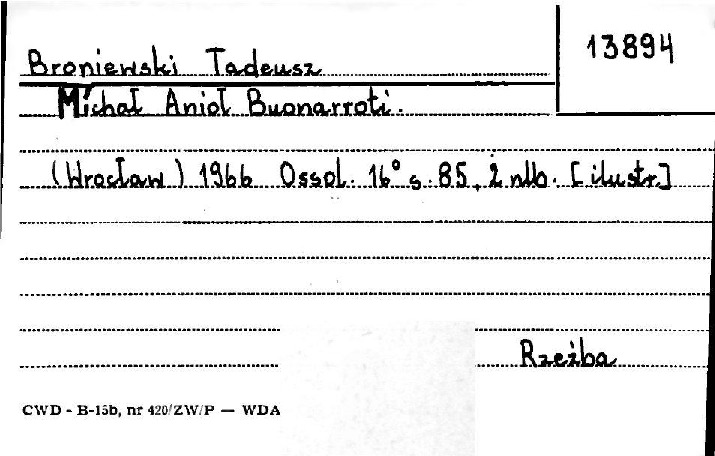 13894
Broniewski Tadeusz
Michał Anioł Buonarroti.
(Wrocław) 1966 Ossol. 16° s. 85, 2 nlb. [ilustr.]
Rzeźba
CWD - B-15b, nr 420/ZW/P — WDA